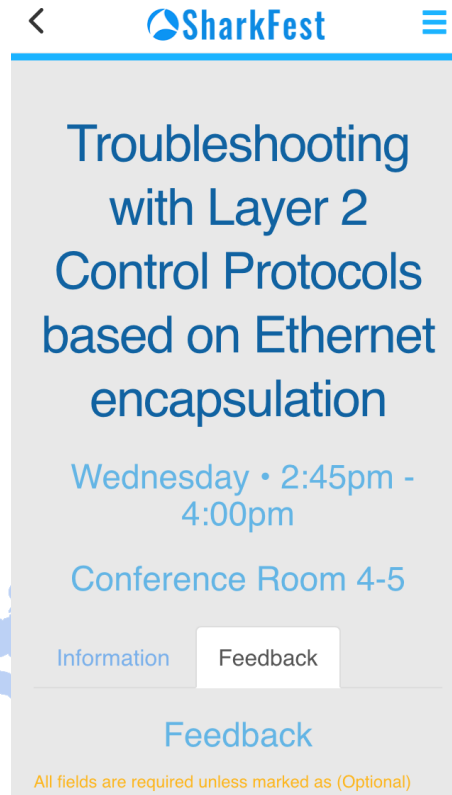 SharkFest
Troubleshooting
with Layer 2
Control Protocols
based on Ethernet
encapsulation
Wednesday • 2:45pm -
4:00pm
Conference Room 4-5
Information Feedback
Feedback
All fields are required unless marked as (Optional)